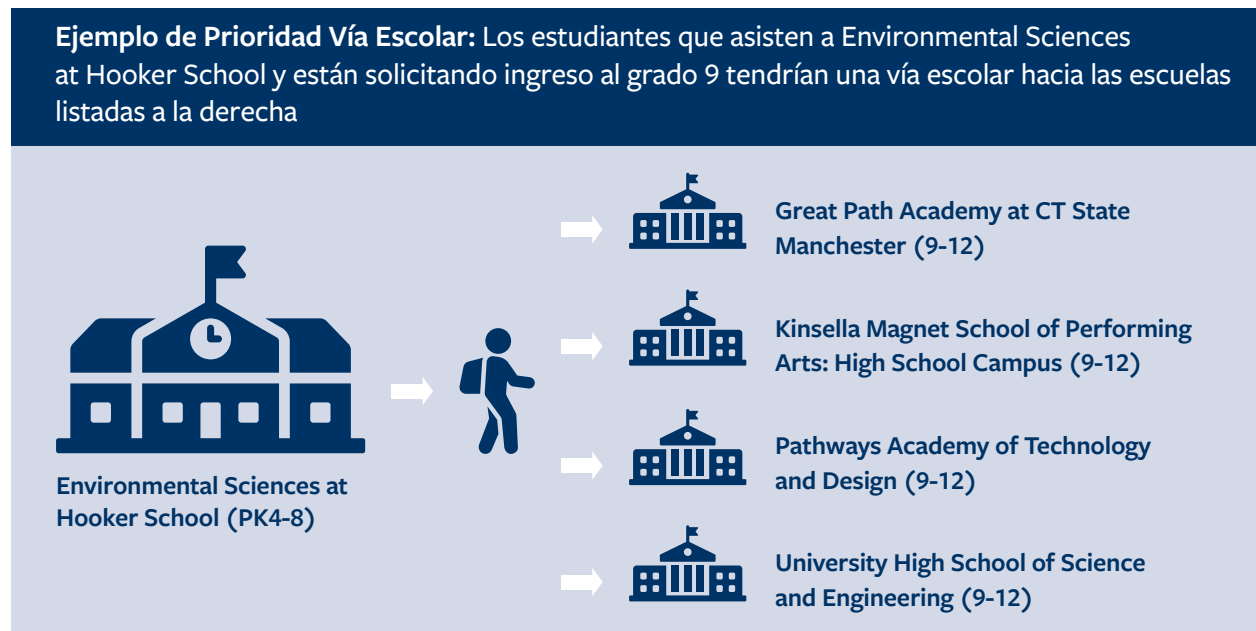 Ejemplo de Prioridad Vía Escolar: Los estudiantes que asisten a Environmental Sciences
at Hooker School y están solicitando ingreso al grado 9 tendrían una vía escolar hacia las escuelas
listadas a la derecha
Environmental Sciences at
Hooker School (PK4-8)
Great Path Academy at CT State
Manchester (9-12)
Kinsella Magnet School of Performing
Arts: High School Campus (9-12)
Pathways Academy of Technology
and Design (9-12)
University High School of Science
and Engineering (9-12)